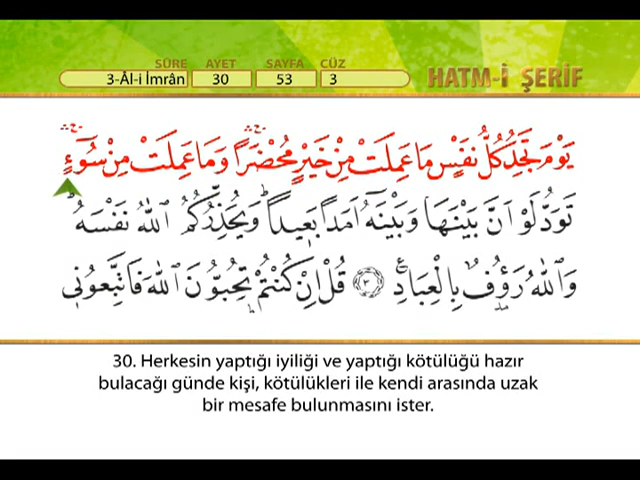 SÛRE AYET SAYFA CÜZ
3-Âl-i İmrân 30 53 3
HATM-İ ŞERİF
يَوْمَ تَجِدُ كُلُّ نَفْسٍ مَا عَمِلَتْ مِنْ خَيْرٍ مُحْضَرًا وَمَا عَمِلَتْ مِنْ سُوٓءٍ
تَوَدُّ لَوْ اَنَّ بَيْنَهَا وَبَيْنَهُٓ اَمَدًا بَعِيدًا وَيُحَذِّرُكُمُ اللّٰهُ نَفْسَهُ
وَاللّٰهُ رَؤُفٌ بِالْعِبَادِ ﴿٣٠﴾ قُلْ اِنْ كُنْتُمْ تُحِبُّونَ اللّٰهَ فَاتَّبِعُونِى
30. Herkesin yaptığı iyiliği ve yaptığı kötülüğü hazır
bulacağı günde kişi, kötülükleri ile kendi arasında uzak
bir mesafe bulunmasını ister.